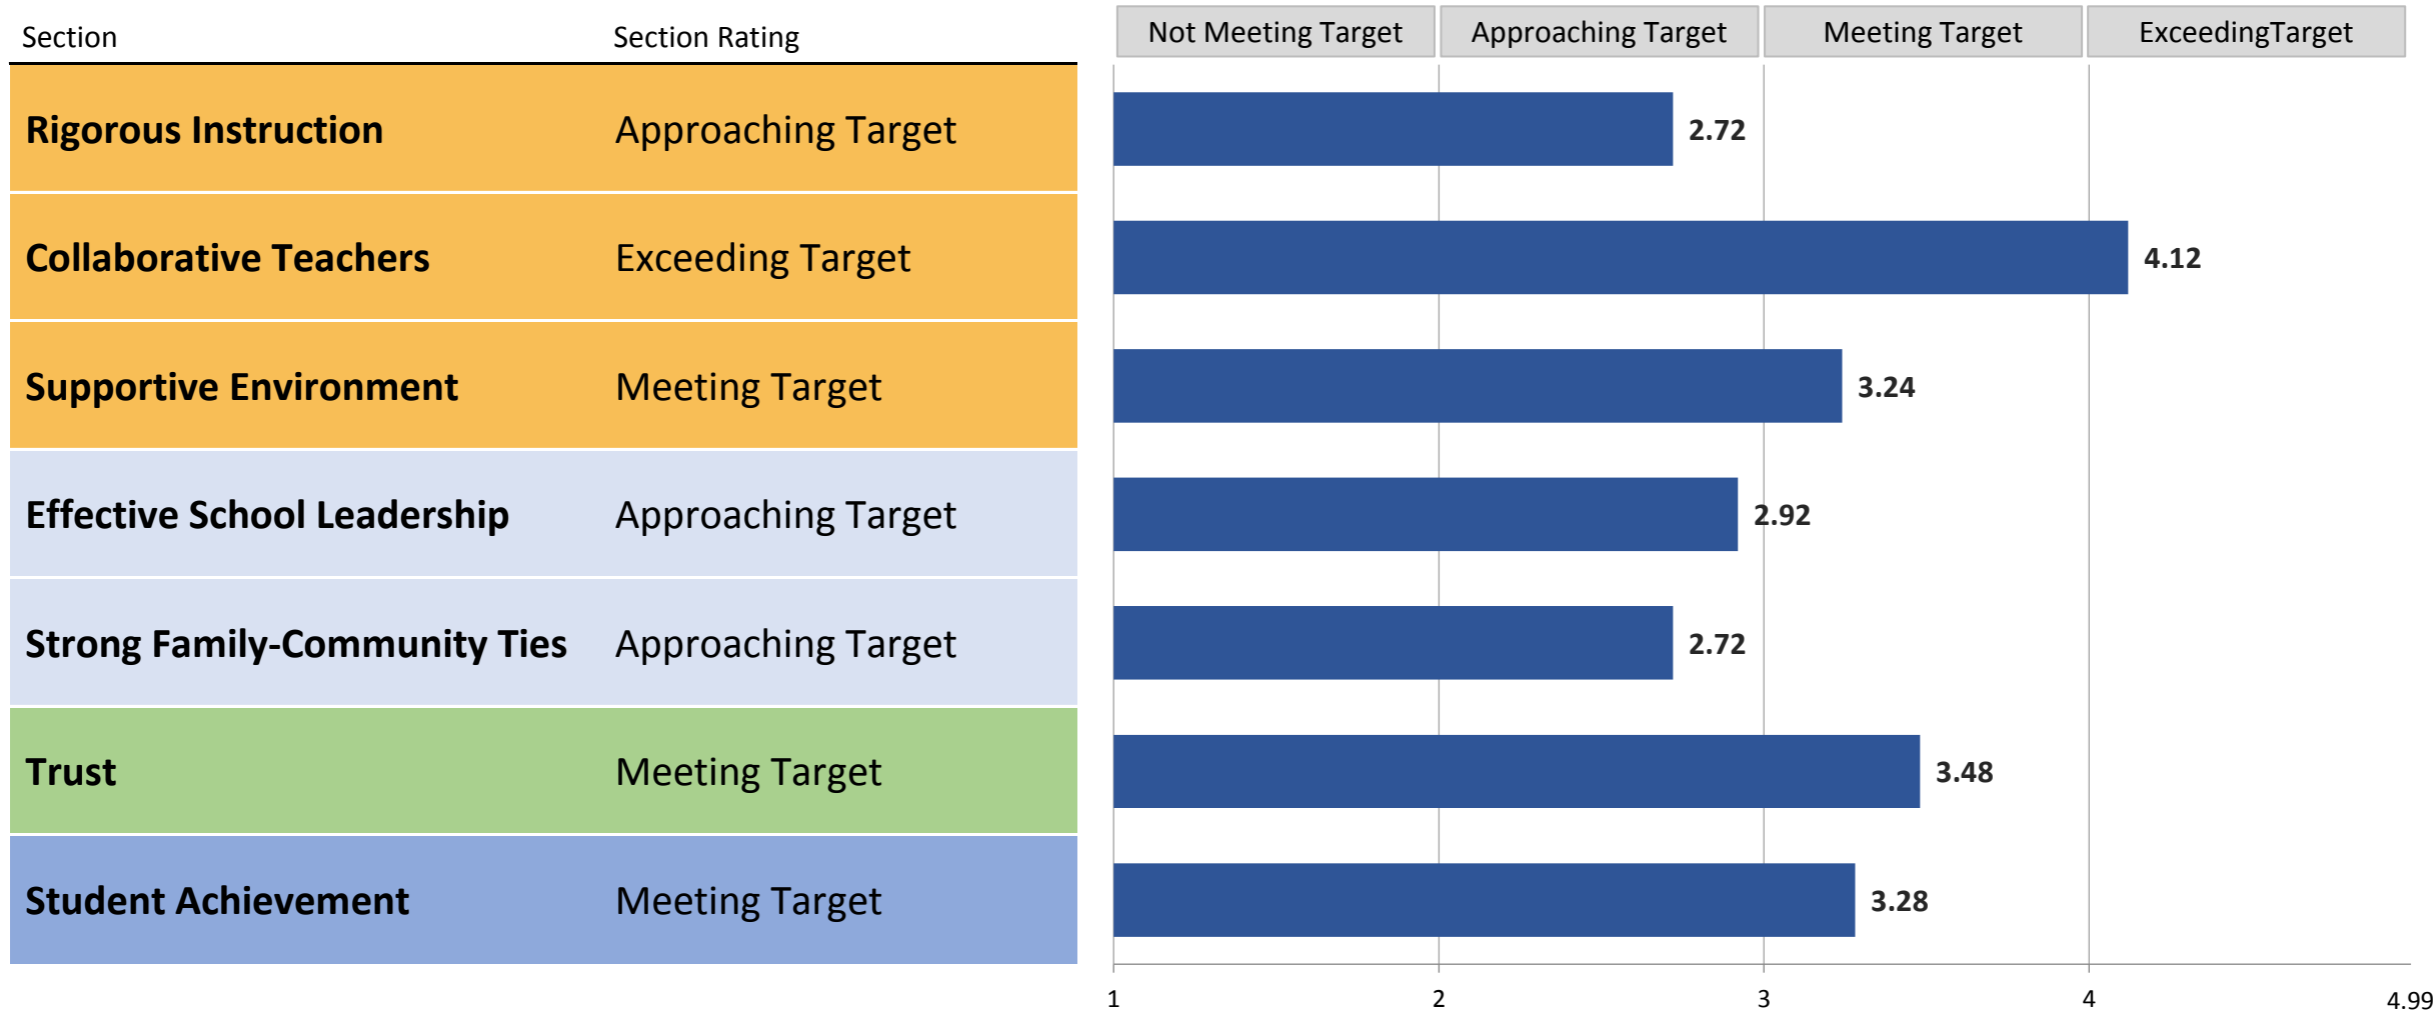 Section Section Rating Not Meeting Target Approaching Target Meeting Target ExceedingTarget
Rigorous Instruction Approaching Target 2.72
Collaborative Teachers Exceeding Target 4.12
Supportive Environment Meeting Target 3.24
Effective School Leadership Approaching Target 2.92
Strong Family-Community Ties Approaching Target 2.72
Trust Meeting Target 3.48
Student Achievement Meeting Target 3.28
1 2 3 4 4.99